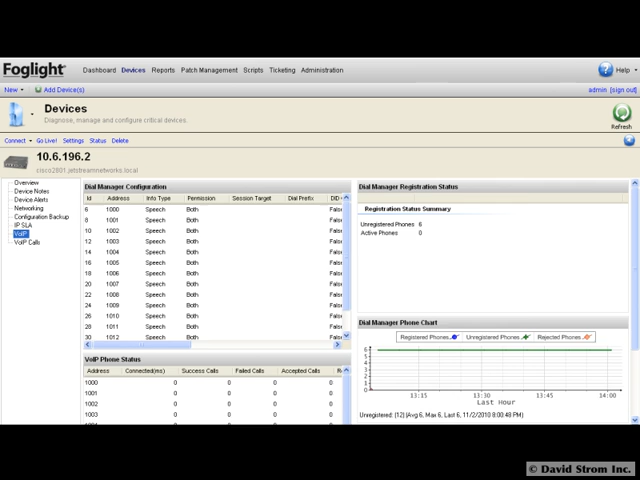 Foglight
Dashboard Devices Reports Patch Management Scripts Ticketing Administration
Help
New Add Device(s)
admin [sign out]
Devices
Diagnose, manage and configure critical devices.
Refresh
Connect Go Live! Settings Status Delete
10.6.196.2
cisco2801.jetstreamnetworks.local
Overview
Device Notes
Device Alerts
Networking
Configuration Backup
IP SLA
VoIP
VoIP Calls
Dial Manager Configuration
Id Address Info Type Permission Session Target Dial Prefix DID
6 1000 Speech Both False
8 1001 Speech Both False
10 1002 Speech Both False
12 1003 Speech Both False
14 1004 Speech Both False
16 1005 Speech Both False
18 1006 Speech Both False
20 1007 Speech Both False
22 1008 Speech Both False
24 1009 Speech Both False
26 1010 Speech Both False
28 1011 Speech Both False
30 1012 Speech Both False
VoIP Phone Status
Address Connected(ms) Success Calls Failed Calls Accepted Calls
1000 0 0 0 0
1001 0 0 0 0
1002 0 0 0 0
1003 0 0 0 0
Dial Manager Registration Status
Registration Status Summary
Unregistered Phones 6
Active Phones 0
Dial Manager Phone Chart
Registered Phones Unregistered Phones Rejected Phones
6
5
4
3
2
1
0
13:15 13:30 13:45 14:00
Last Hour
Unregistered: (12) (Avg 6, Max 6, Last 6, 11/2/2010 8:00:48 PM)
© David Strom Inc.